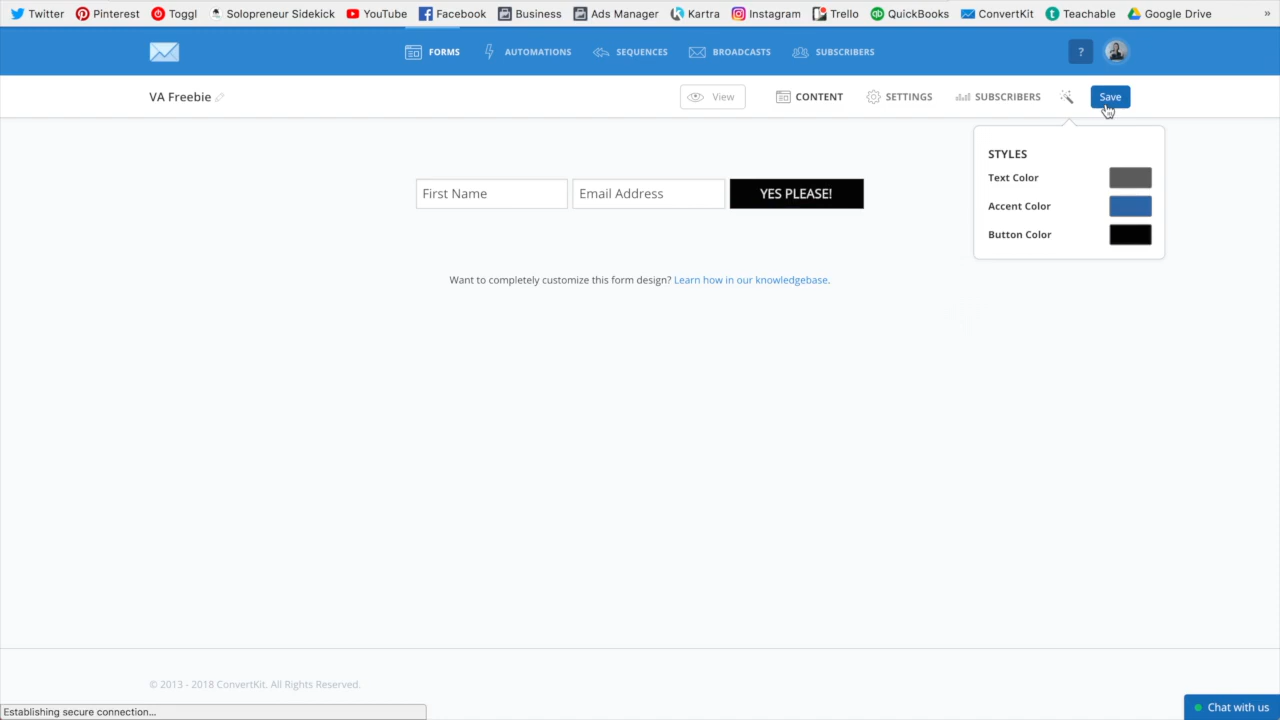 Twitter Pinterest Toggl Solopreneur Sidekick YouTube Facebook Business Ads Manager Kartra Instagram Trello QuickBooks ConvertKit Teachable Google Drive »
FORMS AUTOMATIONS SEQUENCES BROADCASTS SUBSCRIBERS ?
VA Freebie View CONTENT SETTINGS SUBSCRIBERS Save
STYLES
Text Color
First Name Email Address YES PLEASE!
Accent Color
Button Color
Want to completely customize this form design? Learn how in our knowledgebase.
© 2013 - 2018 ConvertKit. All Rights Reserved.
Establishing secure connection...
Chat with us